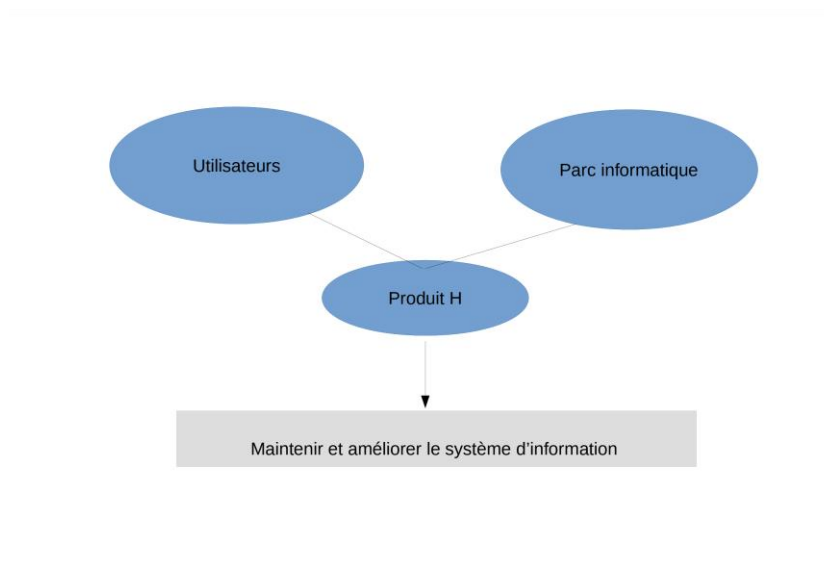 Utilisateurs
Parc informatique
Produit H
Maintenir et améliorer le système d’information